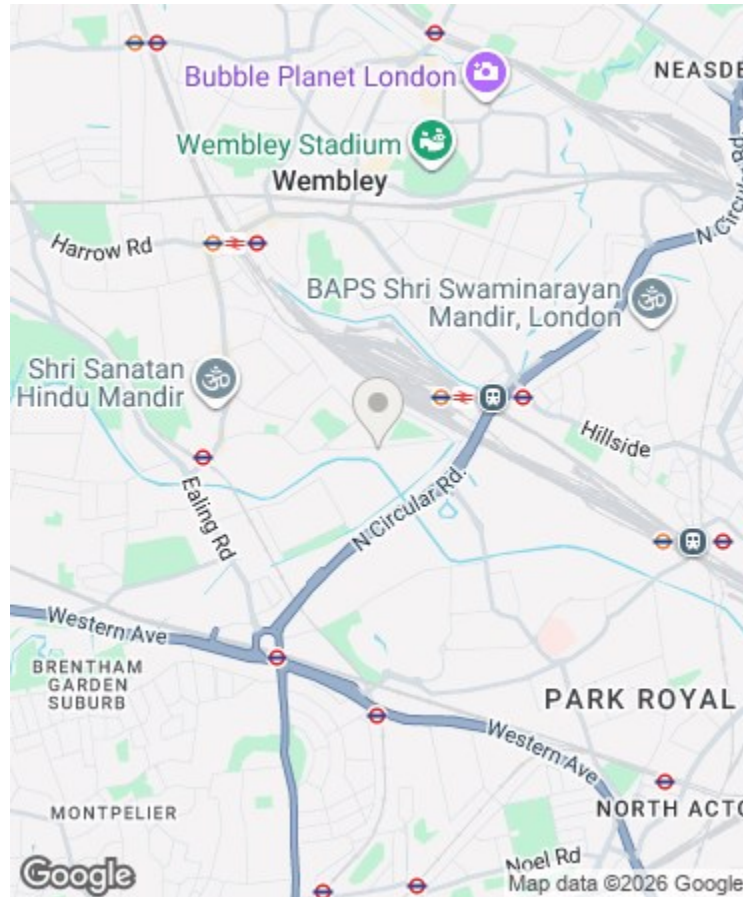 NEASDE
Bubble Planet London
Wembley Stadium
Wembley
N Circular Rd
Harrow Rd
BAPS Shri Swaminarayan
Mandir, London
Shri Sanatan
Hindu Mandir
Hillside
Ealing Rd
N Circular Rd.
Western Ave
BRENTHAM
GARDEN
SUBURB
PARK ROYAL
Western Ave
MONTPELIER
NORTH ACTO
Noel Rd
Google
Map data ©2026 Google